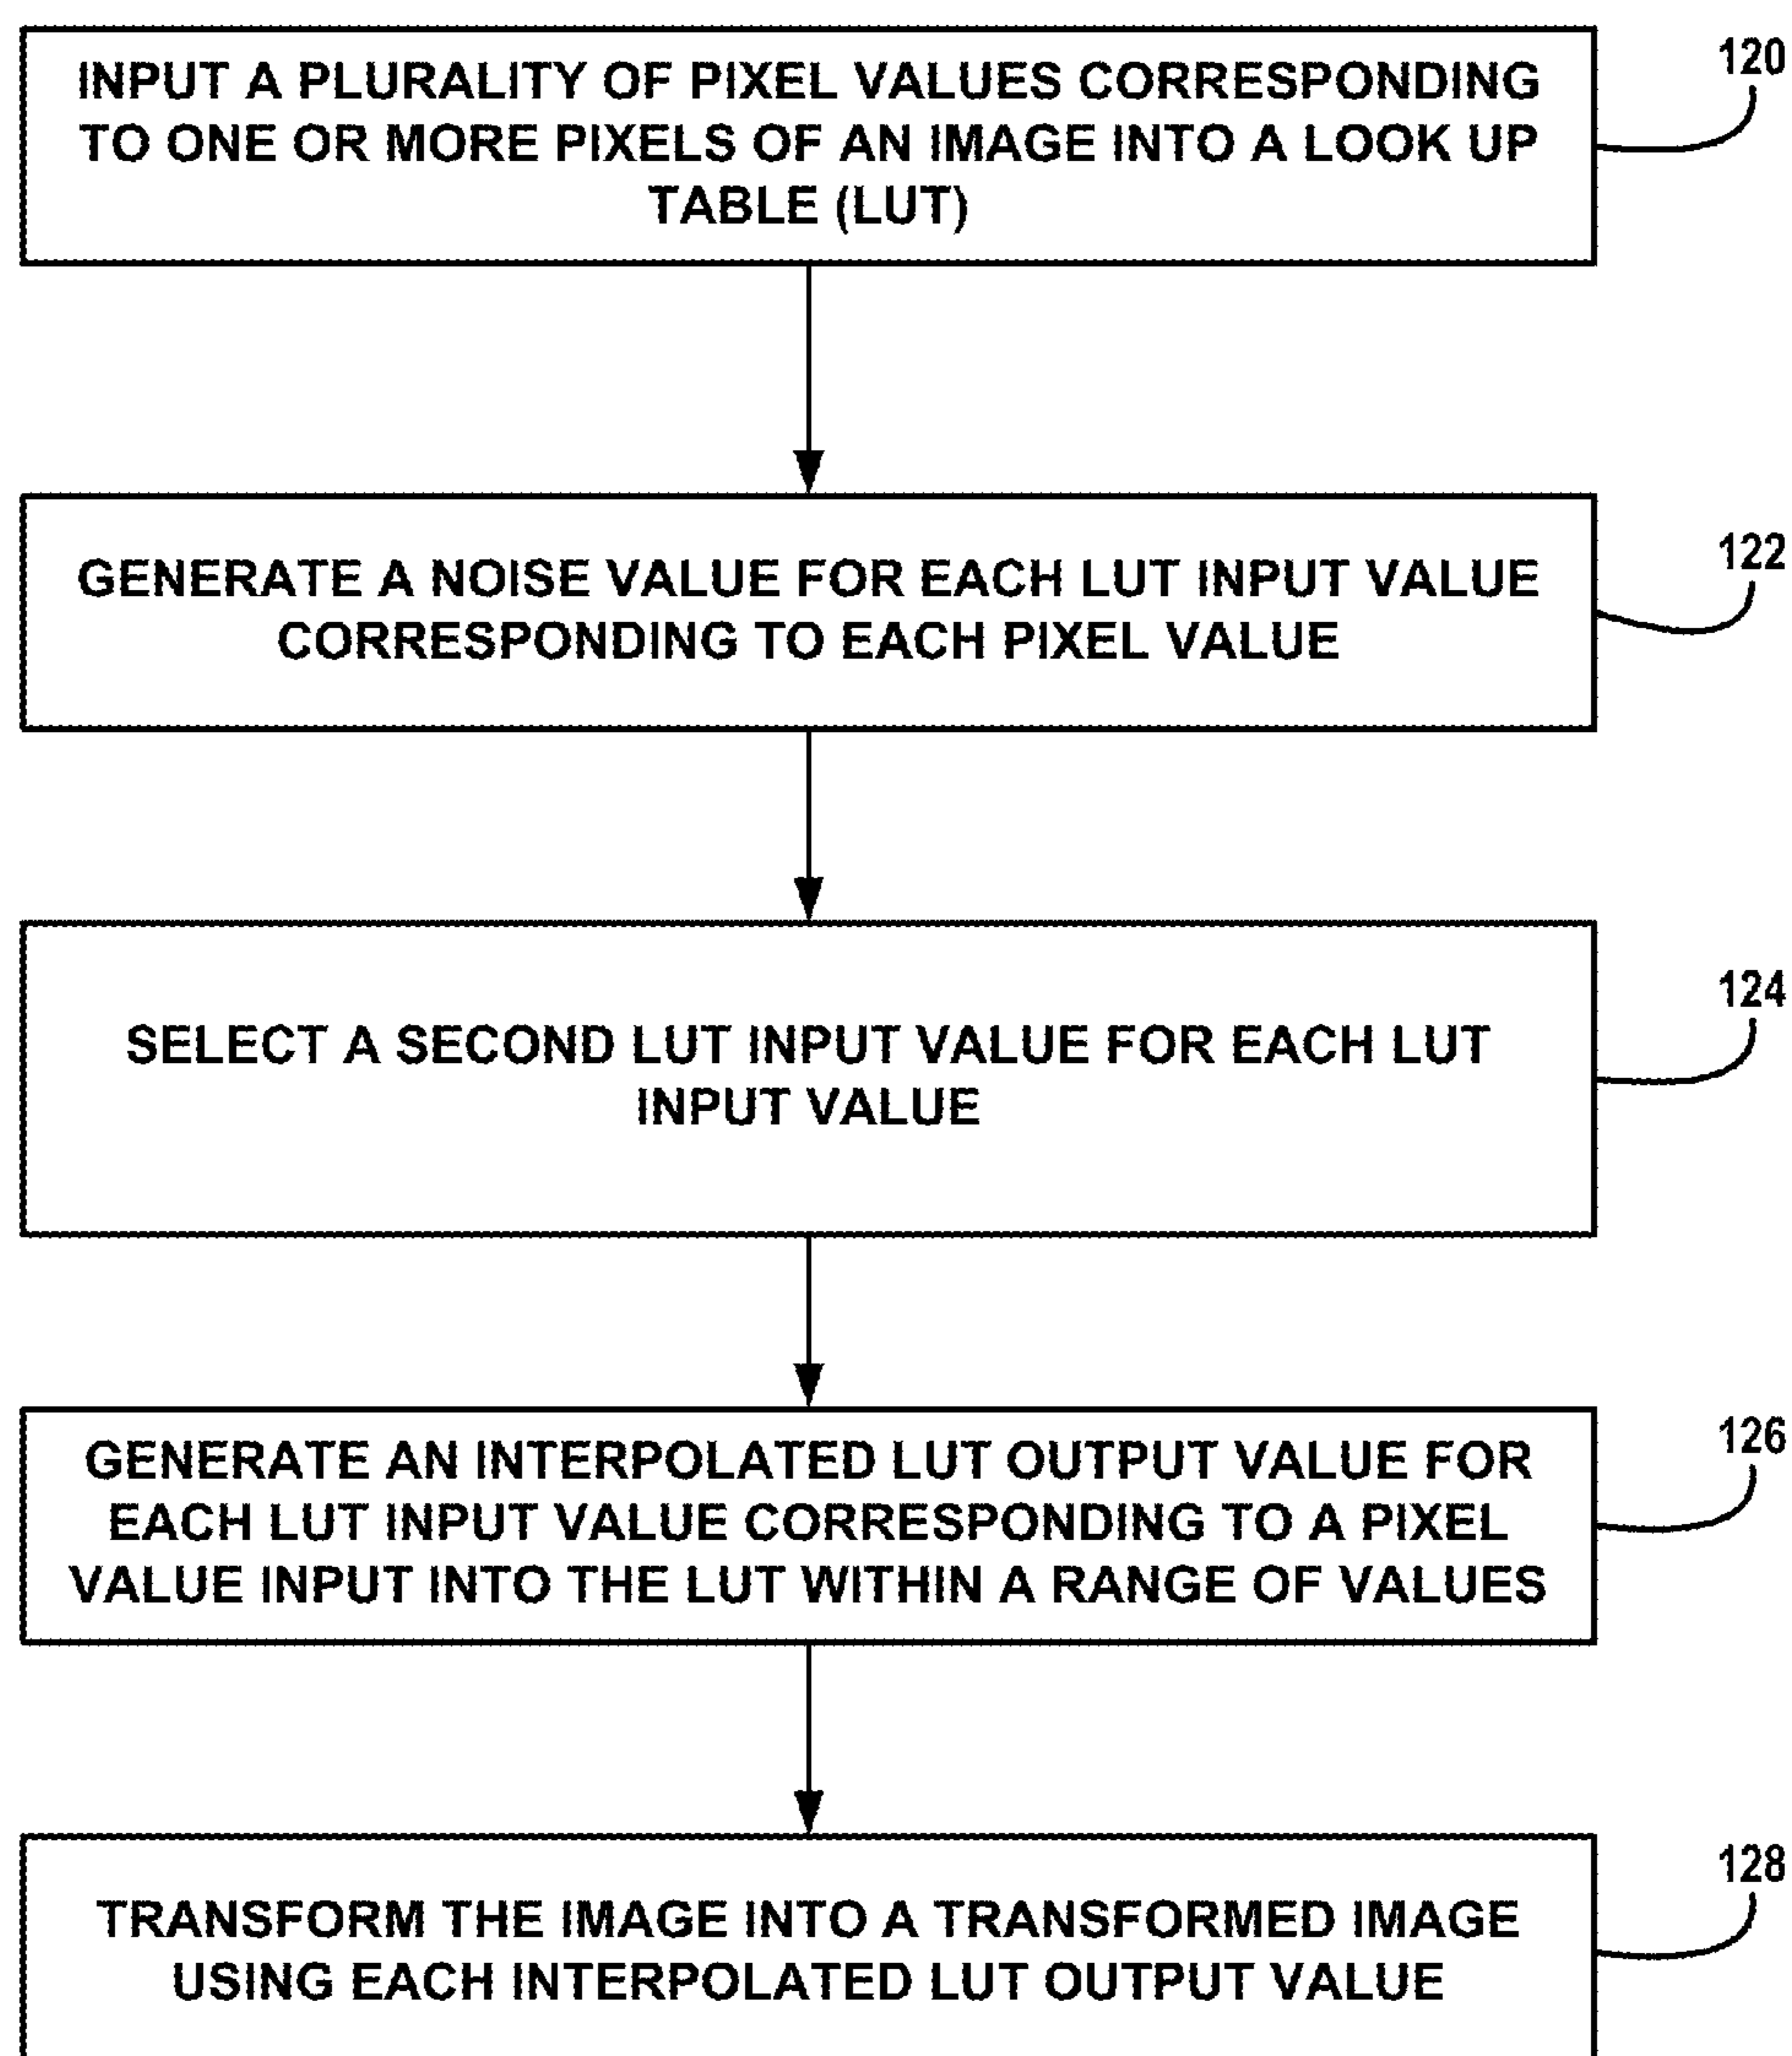 INPUT A PLURALITY OF PIXEL VALUES CORRESPONDING
TO ONE OR MORE PIXELS OF AN IMAGE INTO A LOOK UP
TABLE (LUT)
120
GENERATE A NOISE VALUE FOR EACH LUT INPUT VALUE
CORRESPONDING TO EACH PIXEL VALUE
122
SELECT A SECOND LUT INPUT VALUE FOR EACH LUT
INPUT VALUE
124
GENERATE AN INTERPOLATED LUT OUTPUT VALUE FOR
EACH LUT INPUT VALUE CORRESPONDING TO A PIXEL
VALUE INPUT INTO THE LUT WITHIN A RANGE OF VALUES
126
TRANSFORM THE IMAGE INTO A TRANSFORMED IMAGE
USING EACH INTERPOLATED LUT OUTPUT VALUE
128